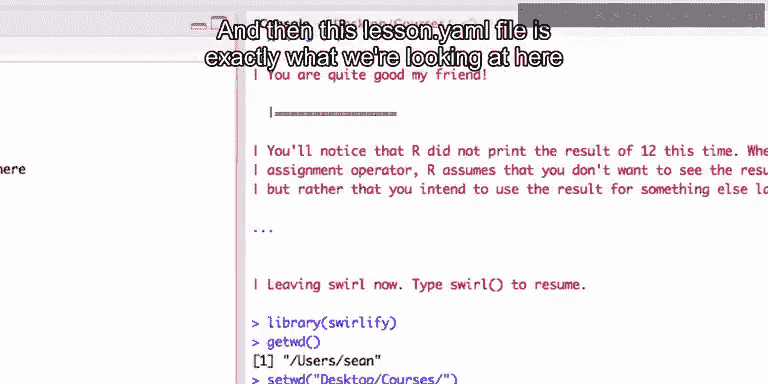 And then this lesson.yaml file is
exactly what we're looking at here
| You are quite good my friend!
| You'll notice that R did not print the result of 12 this time. Whe
| assignment operator, R assumes that you don't want to see the resu
| but rather that you intend to use the result for something else la
...
| Leaving swirl now. Type swirl() to resume.
> library(swirlify)
> getwd()
[1] "/Users/sean"
> setwd("Desktop/Courses/")